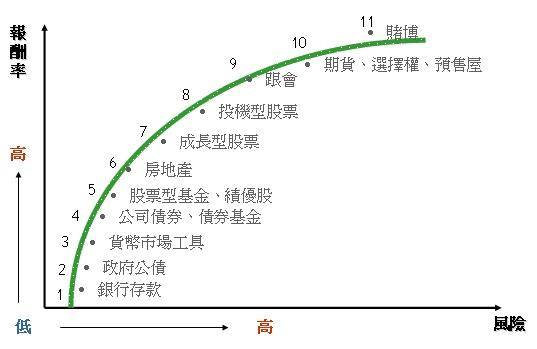 報酬率
高
低
高
風險
11
賭博
10
期貨、選擇權、預售屋
9
跟會
8
投機型股票
7
成長型股票
6
房地產
5
股票型基金、績優股
4
公司債券、債券基金
3
貨幣市場工具
2
政府公債
1
銀行存款